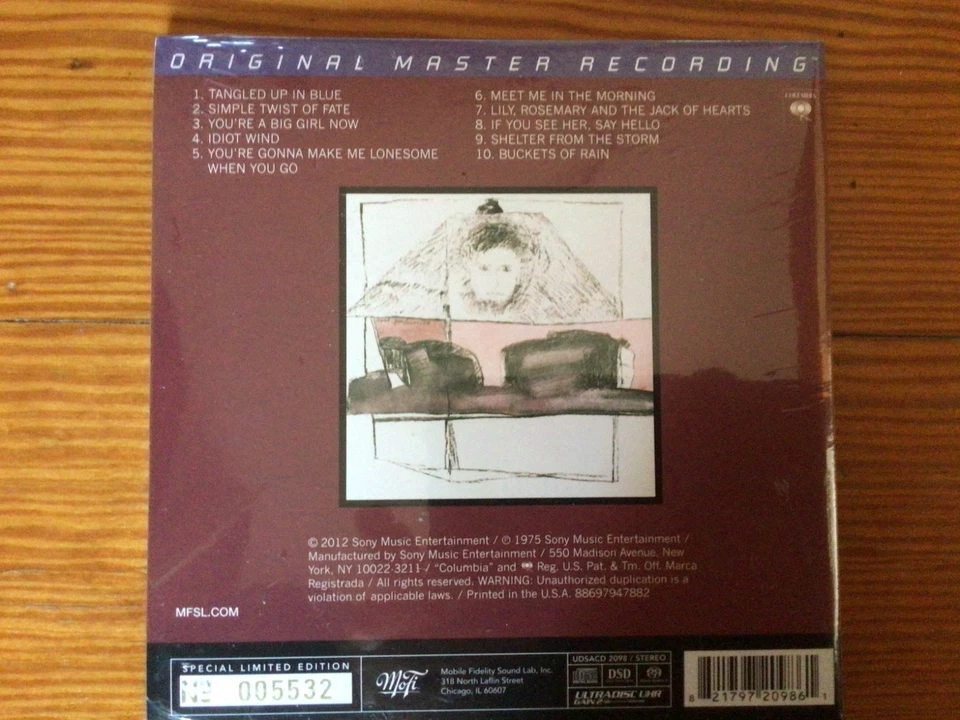 ORIGINAL MASTER RECORDING™
1. TANGLED UP IN BLUE
2. SIMPLE TWIST OF FATE
3. YOU'RE A BIG GIRL NOW
4. IDIOT WIND
5. YOU'RE GONNA MAKE ME LONESOME
WHEN YOU GO
6. MEET ME IN THE MORNING
7. LILY, ROSEMARY AND THE JACK OF HEARTS
8. IF YOU SEE HER, SAY HELLO
9. SHELTER FROM THE STORM
10. BUCKETS OF RAIN
© 2012 Sony Music Entertainment / ℗ 1975 Sony Music Entertainment /
Manufactured by Sony Music Entertainment / 550 Madison Avenue, New
York, NY 10022-3211 / "Columbia" and Reg. U.S. Pat. & Tm. Off. Marca
Registrada / All rights reserved. WARNING: Unauthorized duplication is a
violation of applicable laws. / Printed in the U.S.A. 88697947882
MFSL.COM
SPECIAL LIMITED EDITION
Nº 005532
MoFi
Mobile Fidelity Sound Lab, Inc.
318 North Laflin Street
Chicago, IL 60607
UDSACD 2098 / STEREO
DSD
ULTRADISC UHR
GAIN 2
8 21797 20986 1